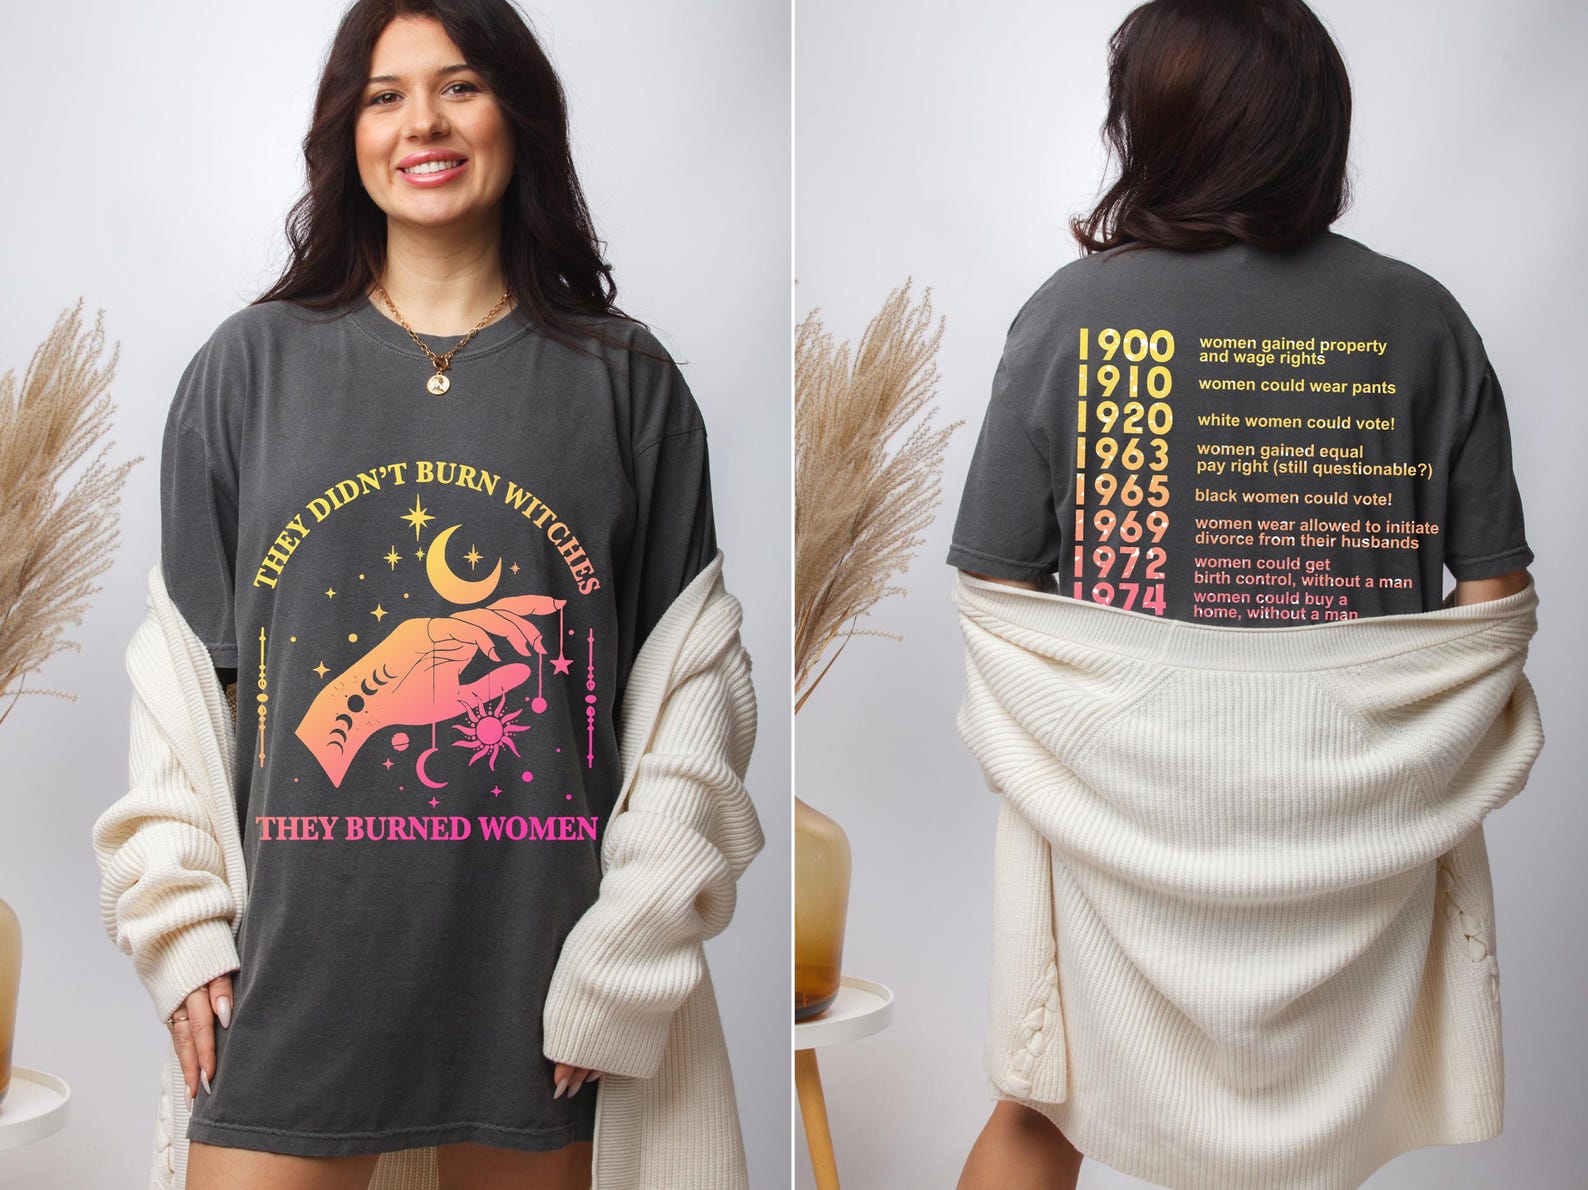 THEY DIDN'T BURN WITCHES
THEY BURNED WOMEN
1900 women gained property
and wage rights
1910 women could wear pants
1920 white women could vote!
1963 women gained equal
pay right (still questionable?)
1965 black women could vote!
1969 women wear allowed to initiate
divorce from their husbands
1972 women could get
birth control, without a man
1974 women could buy a
home, without a man